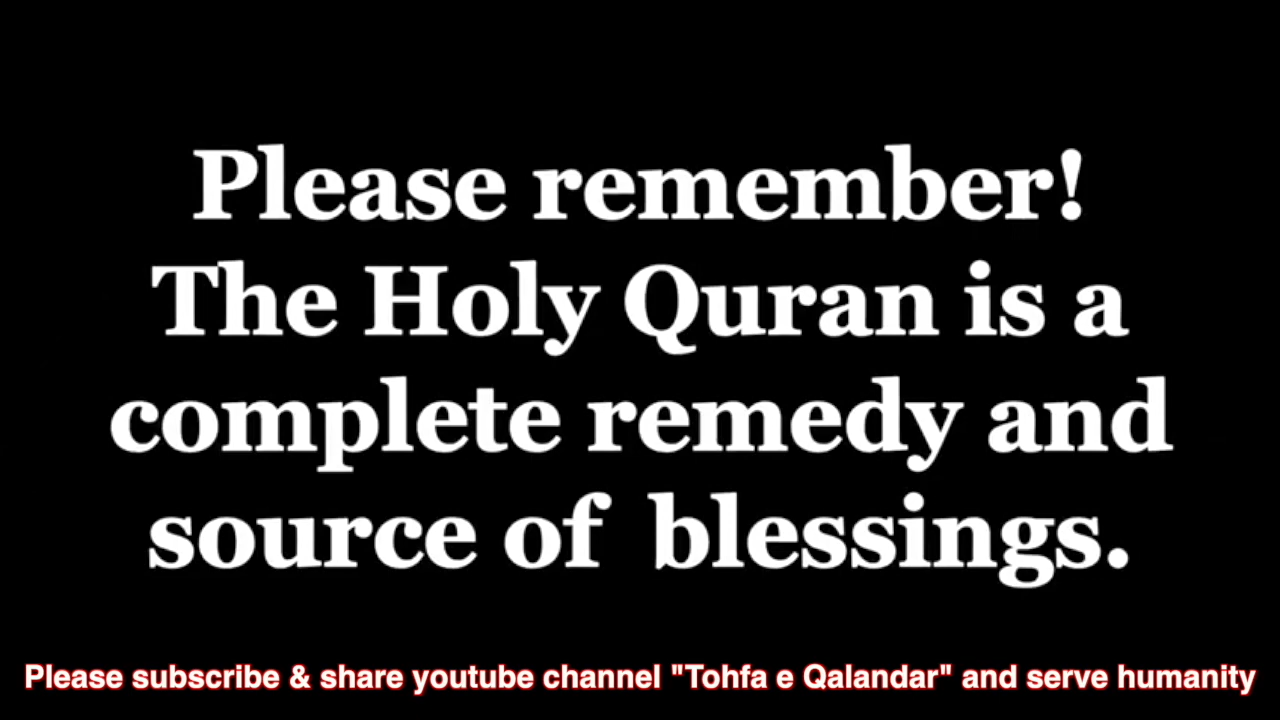 Please remember!
The Holy Quran is a
complete remedy and
source of blessings.
Please subscribe & share youtube channel "Tohfa e Qalandar" and serve humanity